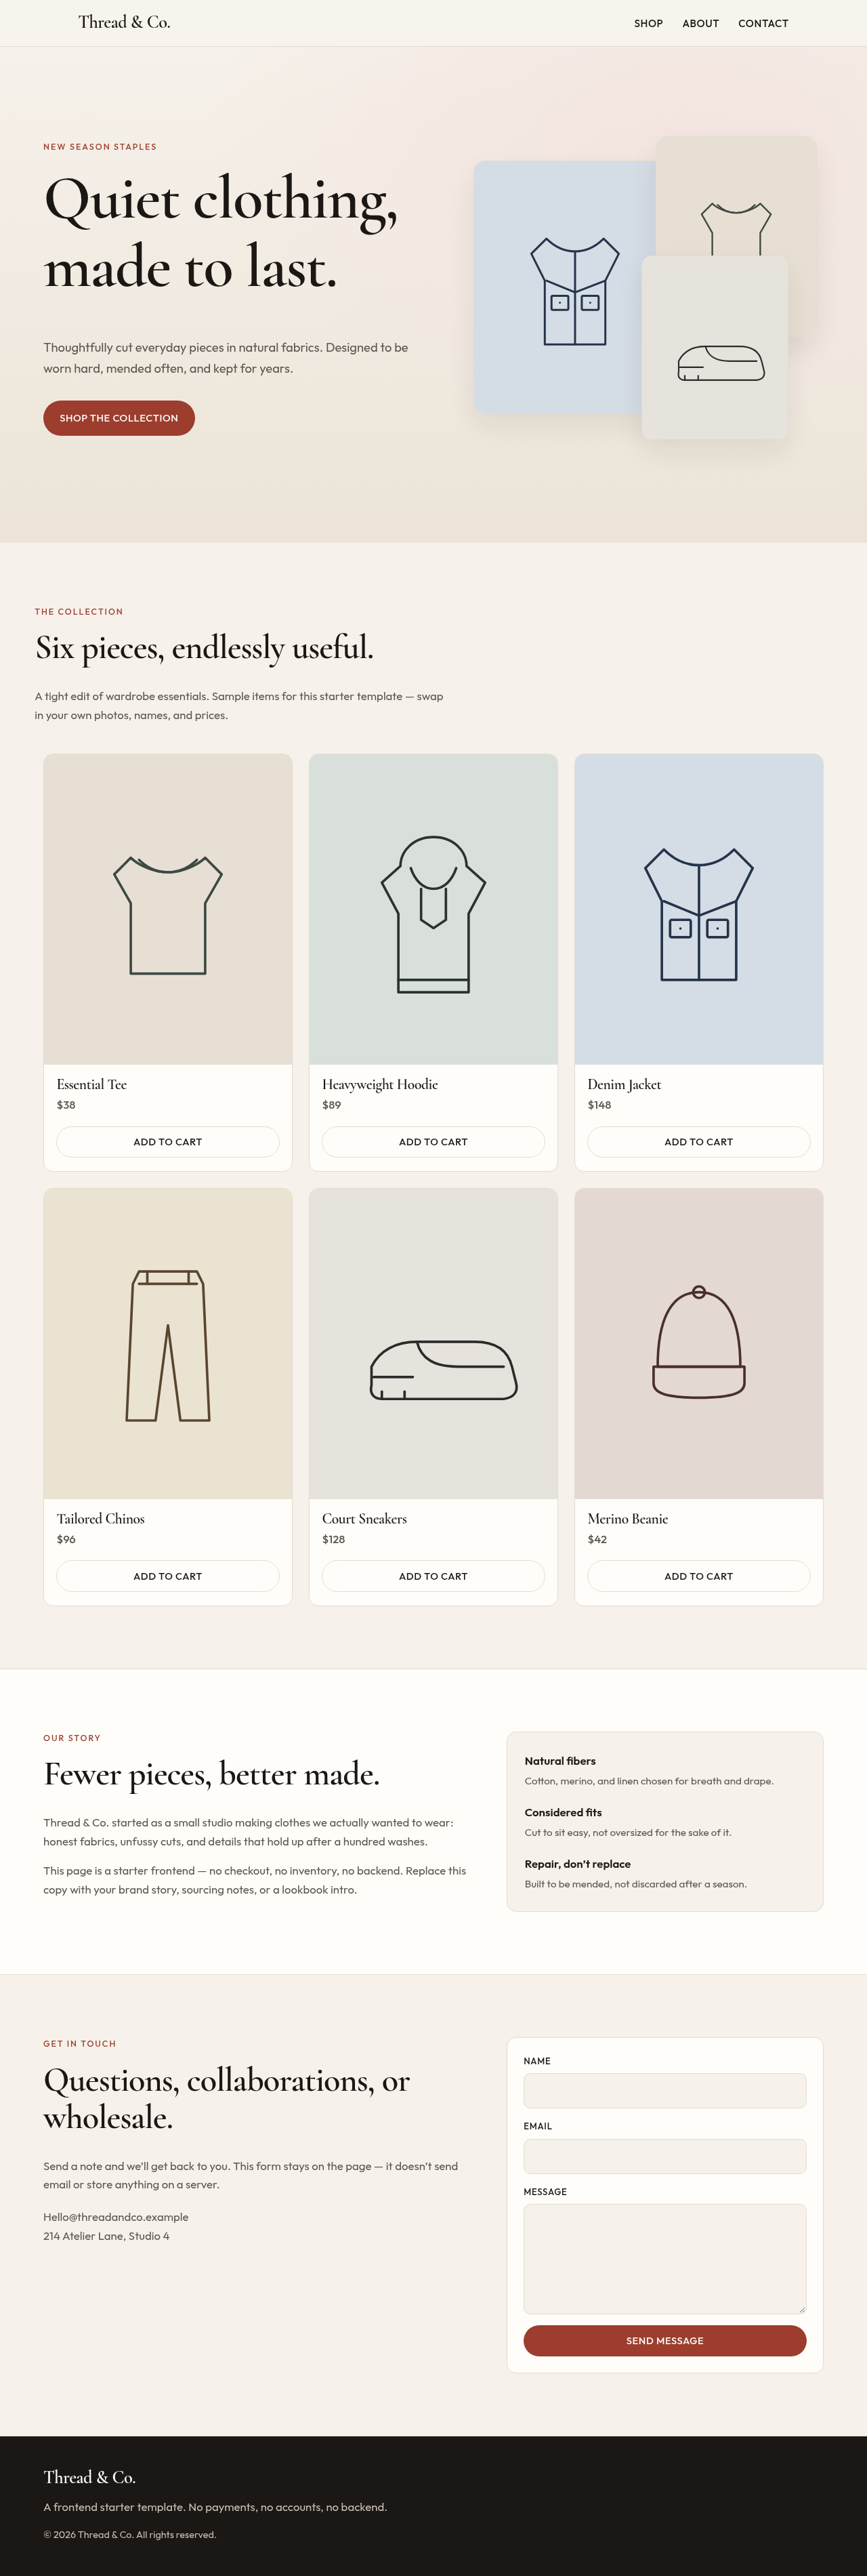 Thread & Co.
SHOP ABOUT CONTACT
NEW SEASON STAPLES
Quiet clothing,
made to last.
Thoughtfully cut everyday pieces in natural fabrics. Designed to be
worn hard, mended often, and kept for years.
SHOP THE COLLECTION
THE COLLECTION
Six pieces, endlessly useful.
A tight edit of wardrobe essentials. Sample items for this starter template — swap
in your own photos, names, and prices.
Essential Tee
$38
ADD TO CART
Heavyweight Hoodie
$89
ADD TO CART
Denim Jacket
$148
ADD TO CART
Tailored Chinos
$96
ADD TO CART
Court Sneakers
$128
ADD TO CART
Merino Beanie
$42
ADD TO CART
OUR STORY
Fewer pieces, better made.
Thread & Co. started as a small studio making clothes we actually wanted to wear:
honest fabrics, unfussy cuts, and details that hold up after a hundred washes.
This page is a starter frontend — no checkout, no inventory, no backend. Replace this
copy with your brand story, sourcing notes, or a lookbook intro.
Natural fibers
Cotton, merino, and linen chosen for breath and drape.
Considered fits
Cut to sit easy, not oversized for the sake of it.
Repair, don’t replace
Built to be mended, not discarded after a season.
GET IN TOUCH
Questions, collaborations, or
wholesale.
Send a note and we’ll get back to you. This form stays on the page — it doesn’t send
email or store anything on a server.
Hello@threadandco.example
214 Atelier Lane, Studio 4
NAME
EMAIL
MESSAGE
SEND MESSAGE
Thread & Co.
A frontend starter template. No payments, no accounts, no backend.
© 2026 Thread & Co. All rights reserved.